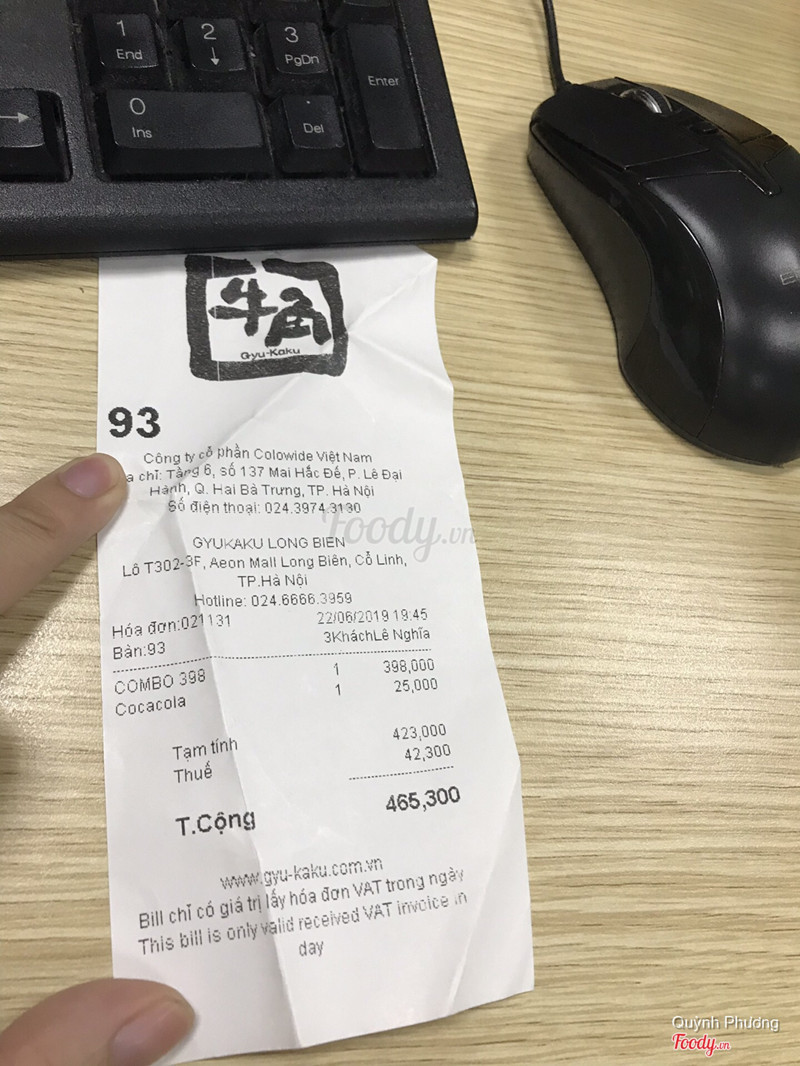 1
End
2
↓
3
PgDn
Enter
→
0
Ins
.
Del
牛角
Gyu-Kaku
93
Công ty cổ phần Colowide Việt Nam
a chỉ: Tầng 6, số 137 Mai Hắc Đế, P. Lê Đại
Hành, Q. Hai Bà Trưng, TP. Hà Nội
Số điện thoại: 024.3974.3130
Foody.vn
GYUKAKU LONG BIEN
Lô T302-3F, Aeon Mall Long Biên, Cổ Linh,
TP.Hà Nội
Hotline: 024.6666.3959
Hóa đơn:021131 22/06/2019 19:45
Bàn:93 3KháchLê Nghĩa
COMBO 398 1 398,000
Cocacola 1 25,000
Tạm tính 423,000
Thuế 42,300
T.Cộng 465,300
www.gyu-kaku.com.vn
Bill chỉ có giá trị lấy hóa đơn VAT trong ngày
This bill is only valid received VAT invoice in
day
Quỳnh Phương
Foody.vn